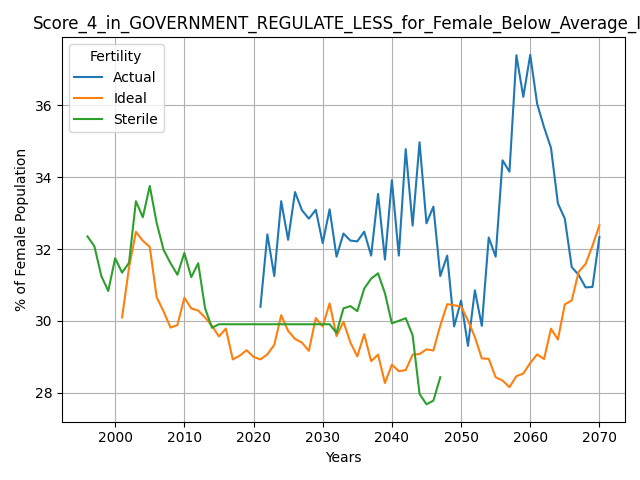 Score_4_in_GOVERNMENT_REGULATE_LESS_for_Female_Below_Average_I
Fertility
Actual
Ideal
Sterile
% of Female Population
36
34
32
30
28
2000 2010 2020 2030 2040 2050 2060 2070
Years